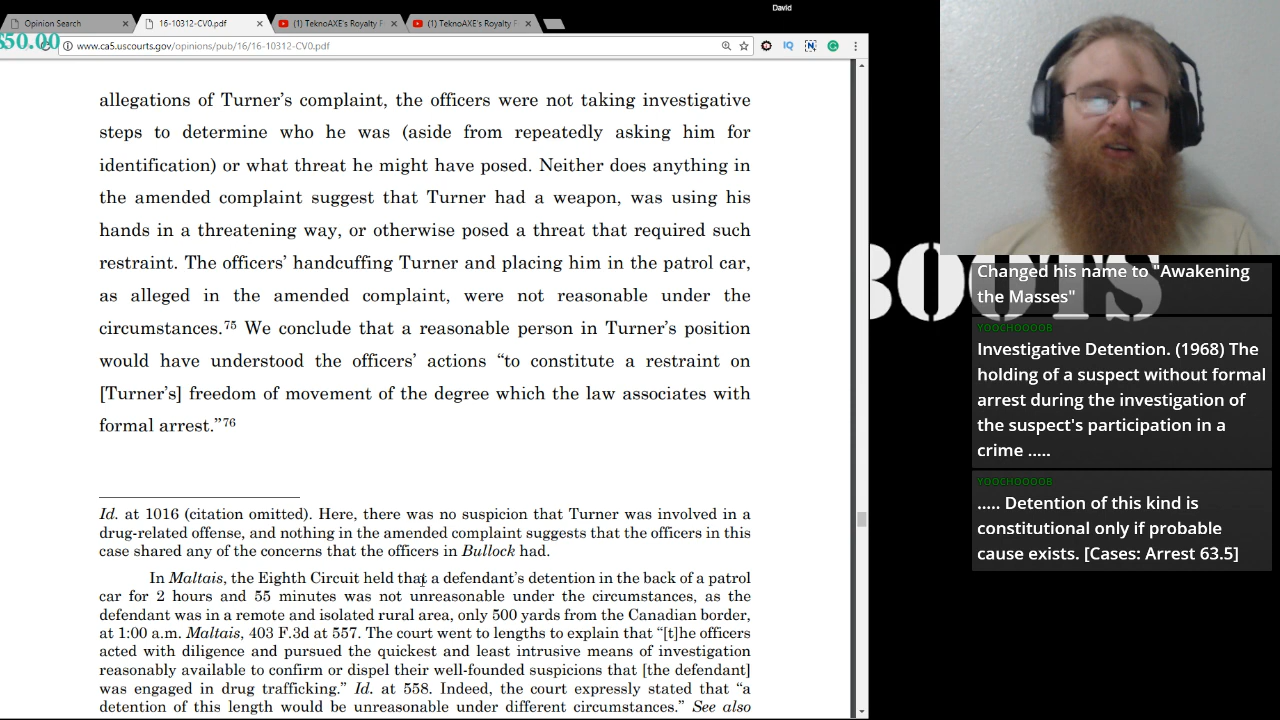 David
Opinion Search
16-10312-CV0.pdf
(1) TeknoAXE's Royalty F
(1) TeknoAXE's Royalty F
$50.00
www.ca5.uscourts.gov/opinions/pub/16/16-10312-CV0.pdf
allegations of Turner's complaint, the officers were not taking investigative
steps to determine who he was (aside from repeatedly asking him for
identification) or what threat he might have posed. Neither does anything in
the amended complaint suggest that Turner had a weapon, was using his
hands in a threatening way, or otherwise posed a threat that required such
restraint. The officers' handcuffing Turner and placing him in the patrol car,
as alleged in the amended complaint, were not reasonable under the
circumstances.75 We conclude that a reasonable person in Turner's position
would have understood the officers' actions "to constitute a restraint on
[Turner's] freedom of movement of the degree which the law associates with
formal arrest."76
Id. at 1016 (citation omitted). Here, there was no suspicion that Turner was involved in a
drug-related offense, and nothing in the amended complaint suggests that the officers in this
case shared any of the concerns that the officers in Bullock had.
In Maltais, the Eighth Circuit held that a defendant's detention in the back of a patrol
car for 2 hours and 55 minutes was not unreasonable under the circumstances, as the
defendant was in a remote and isolated rural area, only 500 yards from the Canadian border,
at 1:00 a.m. Maltais, 403 F.3d at 557. The court went to lengths to explain that "[t]he officers
acted with diligence and pursued the quickest and least intrusive means of investigation
reasonably available to confirm or dispel their well-founded suspicions that [the defendant]
was engaged in drug trafficking." Id. at 558. Indeed, the court expressly stated that "a
detention of this length would be unreasonable under different circumstances." See also
BOOTS
Changed his name to "Awakening
the Masses"
YOOCHOOOOB
Investigative Detention. (1968) The
holding of a suspect without formal
arrest during the investigation of
the suspect's participation in a
crime .....
YOOCHOOOOB
..... Detention of this kind is
constitutional only if probable
cause exists. [Cases: Arrest 63.5]